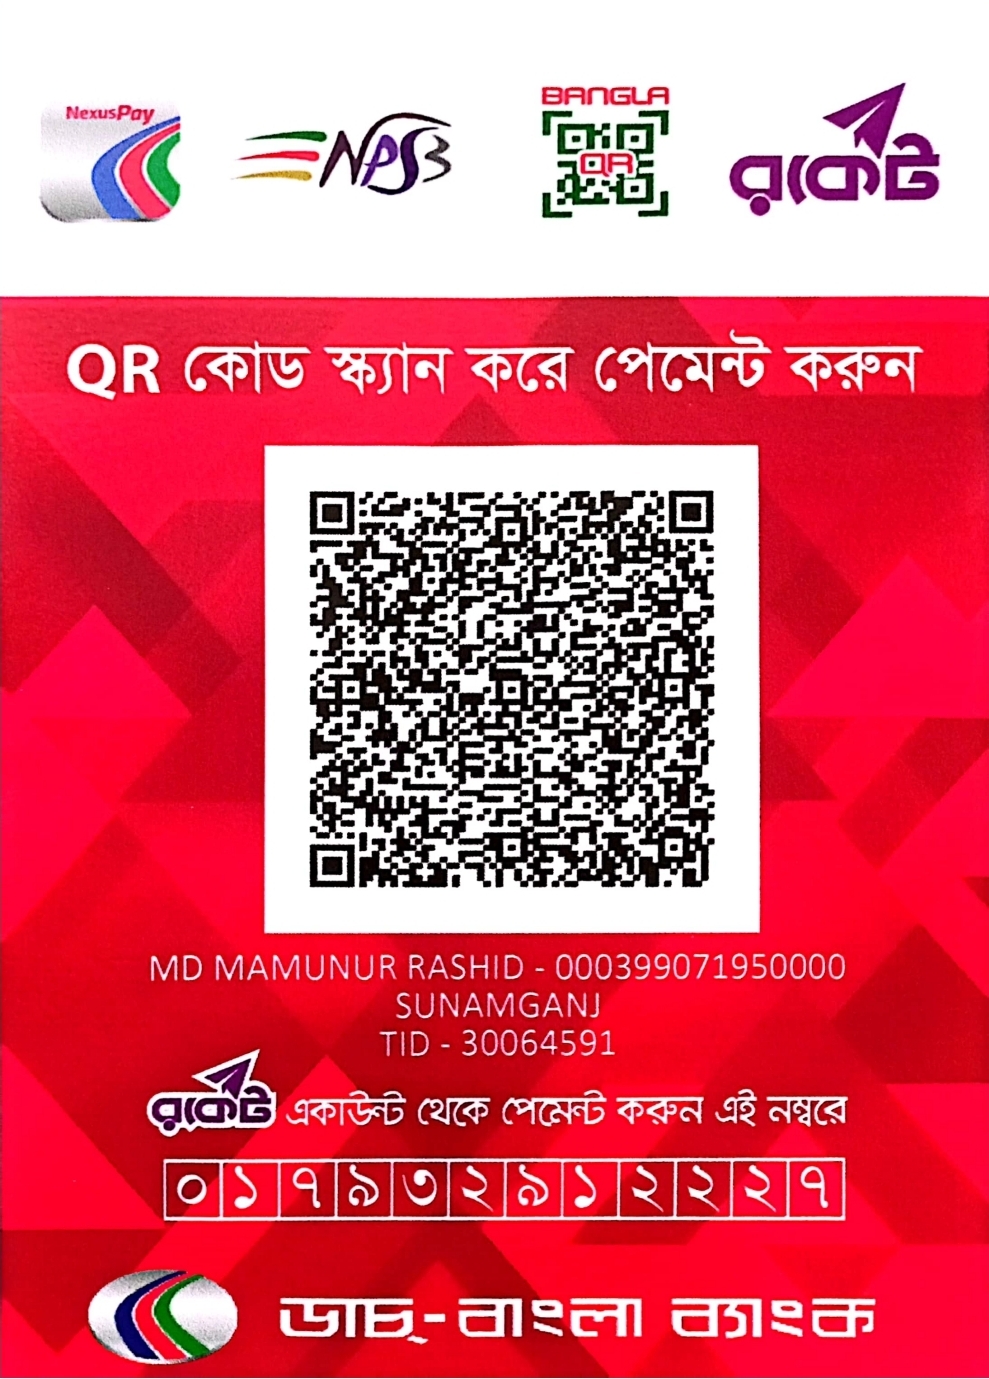 NexusPay
NPSB
BANGLA
QR
রকেট
QR কোড স্ক্যান করে পেমেন্ট করুন
MD MAMUNUR RASHID - 000399071950000
SUNAMGANJ
TID - 30064591
রকেট একাউন্ট থেকে পেমেন্ট করুন এই নম্বরে
০১৭৯৩২৯১২২২৭
ডাচ্-বাংলা ব্যাংক